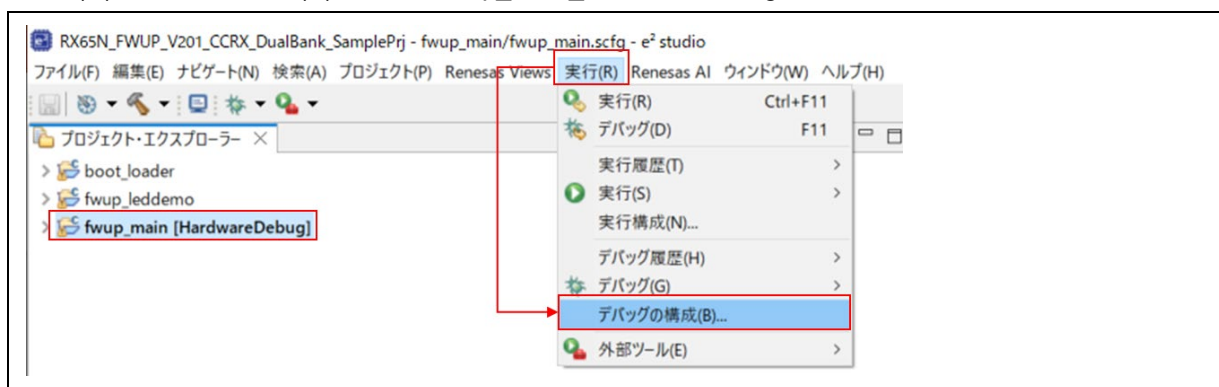 RX65N_FWUP_V201_CCRX_DualBank_SamplePrj - fwup_main/fwup_main.scfg - e² studio
ファイル(F) 編集(E) ナビゲート(N) 検索(A) プロジェクト(P) Renesas Views 実行(R) Renesas AI ウィンドウ(W) ヘルプ(H)
プロジェクト・エクスプローラー
boot_loader
fwup_leddemo
fwup_main [HardwareDebug]
実行(R) Ctrl+F11
デバッグ(D) F11
実行履歴(T)
実行(S)
実行構成(N)...
デバッグ履歴(H)
デバッグ(G)
デバッグの構成(B)...
外部ツール(E)